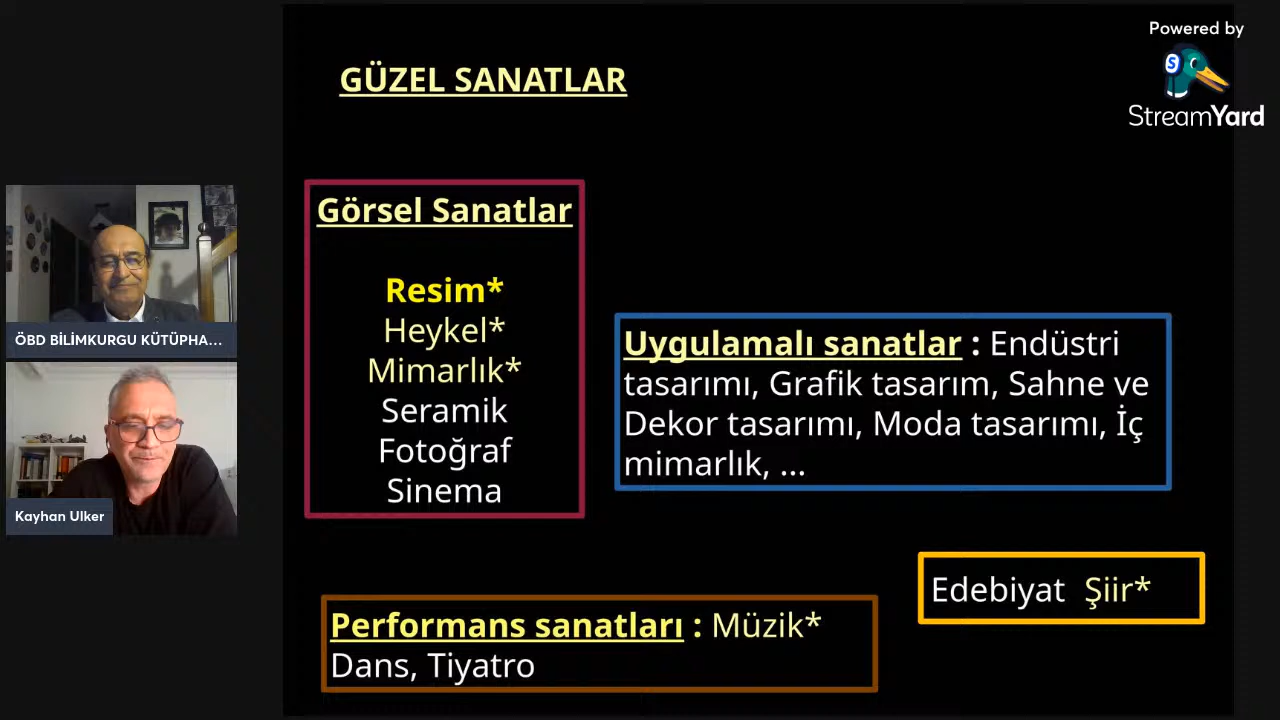 Powered by
StreamYard
GÜZEL SANATLAR
Görsel Sanatlar
Resim*
Heykel*
Mimarlık*
Seramik
Fotoğraf
Sinema
Uygulamalı sanatlar : Endüstri
tasarımı, Grafik tasarım, Sahne ve
Dekor tasarımı, Moda tasarımı, İç
mimarlık, ...
Edebiyat Şiir*
Performans sanatları : Müzik*
Dans, Tiyatro
ÖBD BİLİMKURGU KÜTÜPHA...
Kayhan Ulker